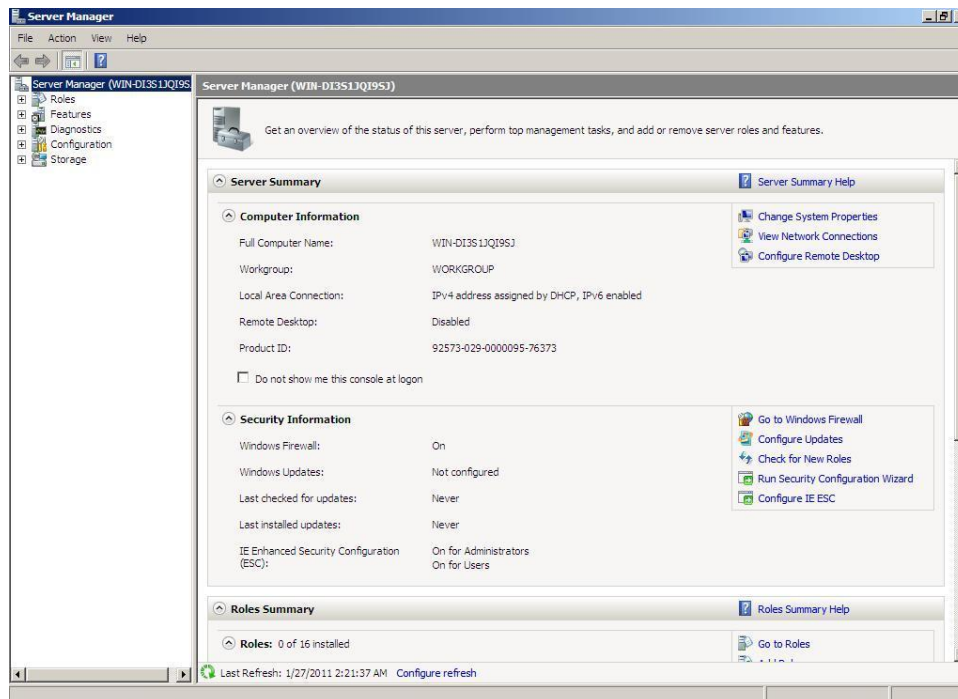 Server Manager
File Action View Help
Server Manager (WIN-DI3S1JQI9S
Roles
Features
Diagnostics
Configuration
Storage
Server Manager (WIN-DI3S1JQI9SJ)
Get an overview of the status of this server, perform top management tasks, and add or remove server roles and features.
Server Summary
Server Summary Help
Computer Information
Full Computer Name: WIN-DI3S1JQI9SJ
Workgroup: WORKGROUP
Local Area Connection: IPv4 address assigned by DHCP, IPv6 enabled
Remote Desktop: Disabled
Product ID: 92573-029-0000095-76373
Do not show me this console at logon
Change System Properties
View Network Connections
Configure Remote Desktop
Security Information
Windows Firewall: On
Windows Updates: Not configured
Last checked for updates: Never
Last installed updates: Never
IE Enhanced Security Configuration On for Administrators
(ESC): On for Users
Go to Windows Firewall
Configure Updates
Check for New Roles
Run Security Configuration Wizard
Configure IE ESC
Roles Summary
Roles Summary Help
Roles: 0 of 16 installed
Go to Roles
Last Refresh: 1/27/2011 2:21:37 AM Configure refresh